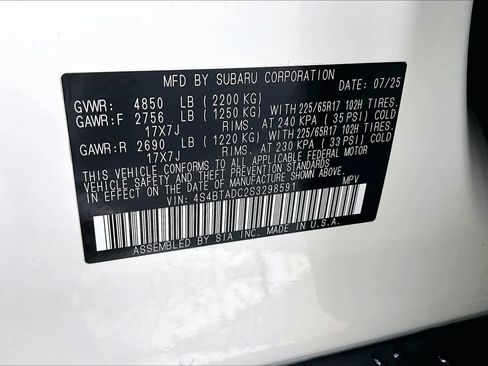 MFD BY SUBARU CORPORATION DATE: 07/25
GVWR: 4850 LB (2200 KG)
GAWR:F 2756 LB (1250 KG) WITH 225/65R17 102H TIRES.
17X7J RIMS. AT 240 KPA (35 PSI) COLD
GAWR:R 2690 LB (1220 KG) WITH 225/65R17 102H TIRES.
17X7J RIMS. AT 230 KPA (33 PSI) COLD
THIS VEHICLE CONFORMS TO ALL APPLICABLE FEDERAL MOTOR
VEHICLE SAFETY AND THEFT PREVENTION STANDARDS
IN EFFECT ON THE DATE OF MANUFACTURE SHOWN ABOVE.
VIN: 4S4BTADC2S3298591 MPV
ASSEMBLED BY SIA INC. MADE IN U.S.A.